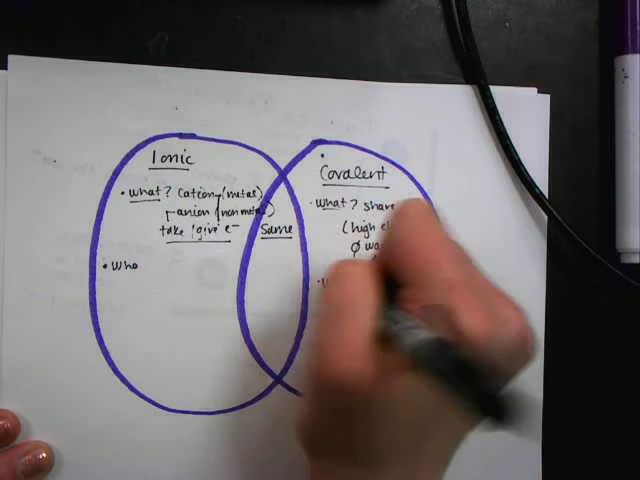 Ionic
• what? cation (metal)
anion (nonmetal)
take/give e⁻
• Who
Same
Covalent
• what? share
(high
Ø